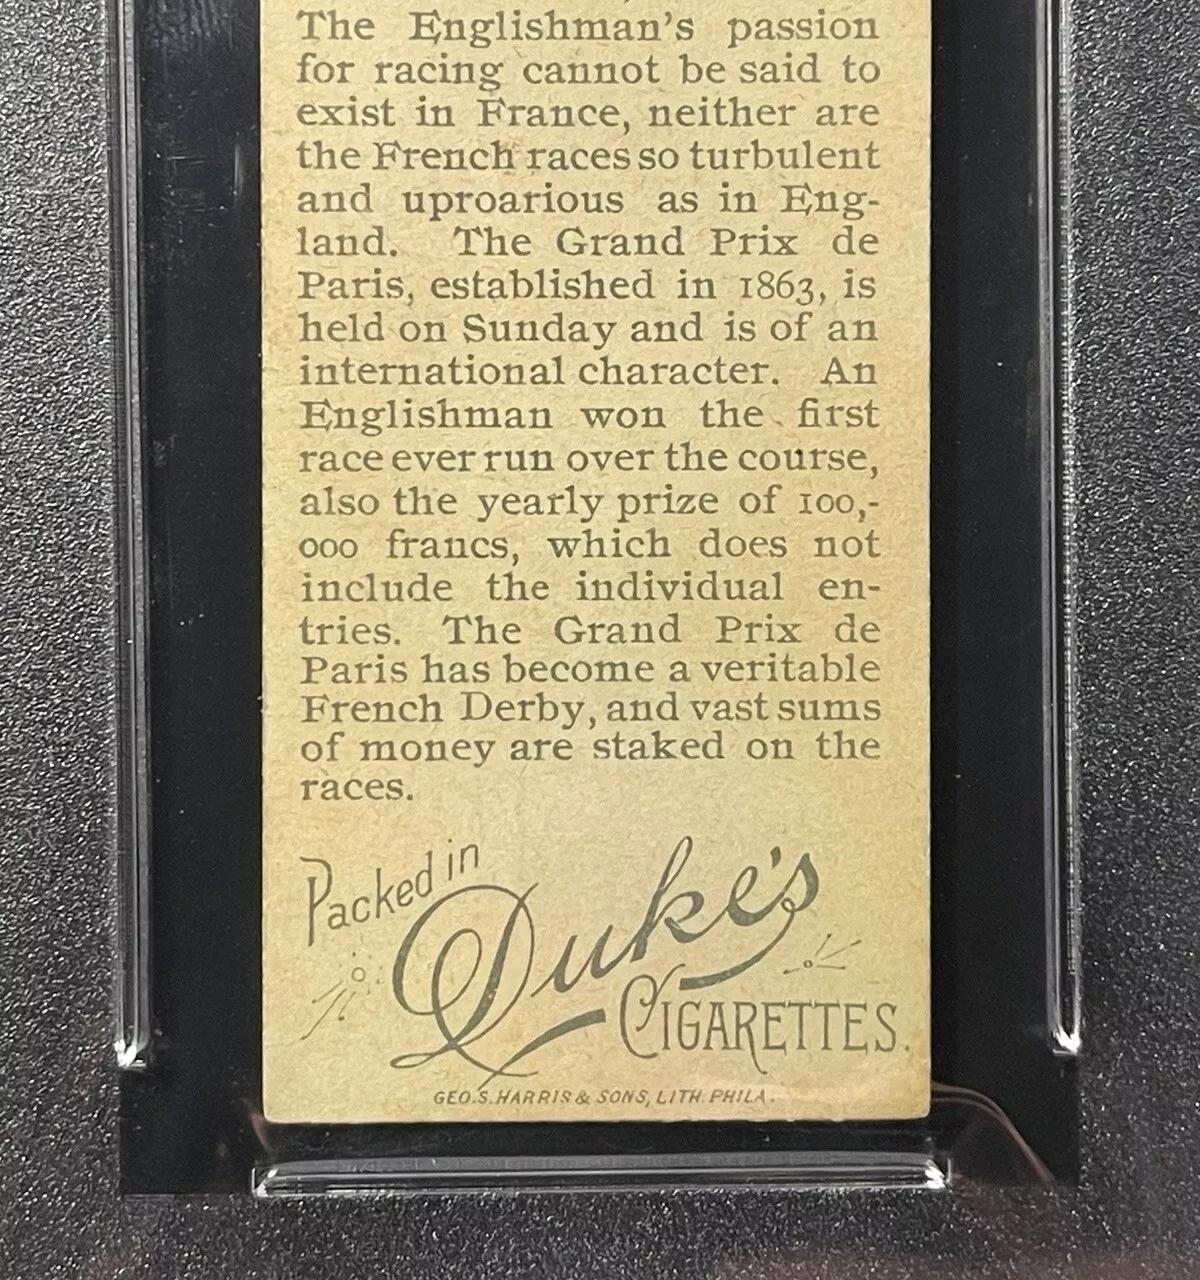 The Englishman's passion
for racing cannot be said to
exist in France, neither are
the French races so turbulent
and uproarious as in Eng-
land. The Grand Prix de
Paris, established in 1863, is
held on Sunday and is of an
international character. An
Englishman won the first
race ever run over the course,
also the yearly prize of 100,-
000 francs, which does not
include the individual en-
tries. The Grand Prix de
Paris has become a veritable
French Derby, and vast sums
of money are staked on the
races.
Packed in
Duke's
CIGARETTES.
GEO. S. HARRIS & SONS, LITH. PHILA.